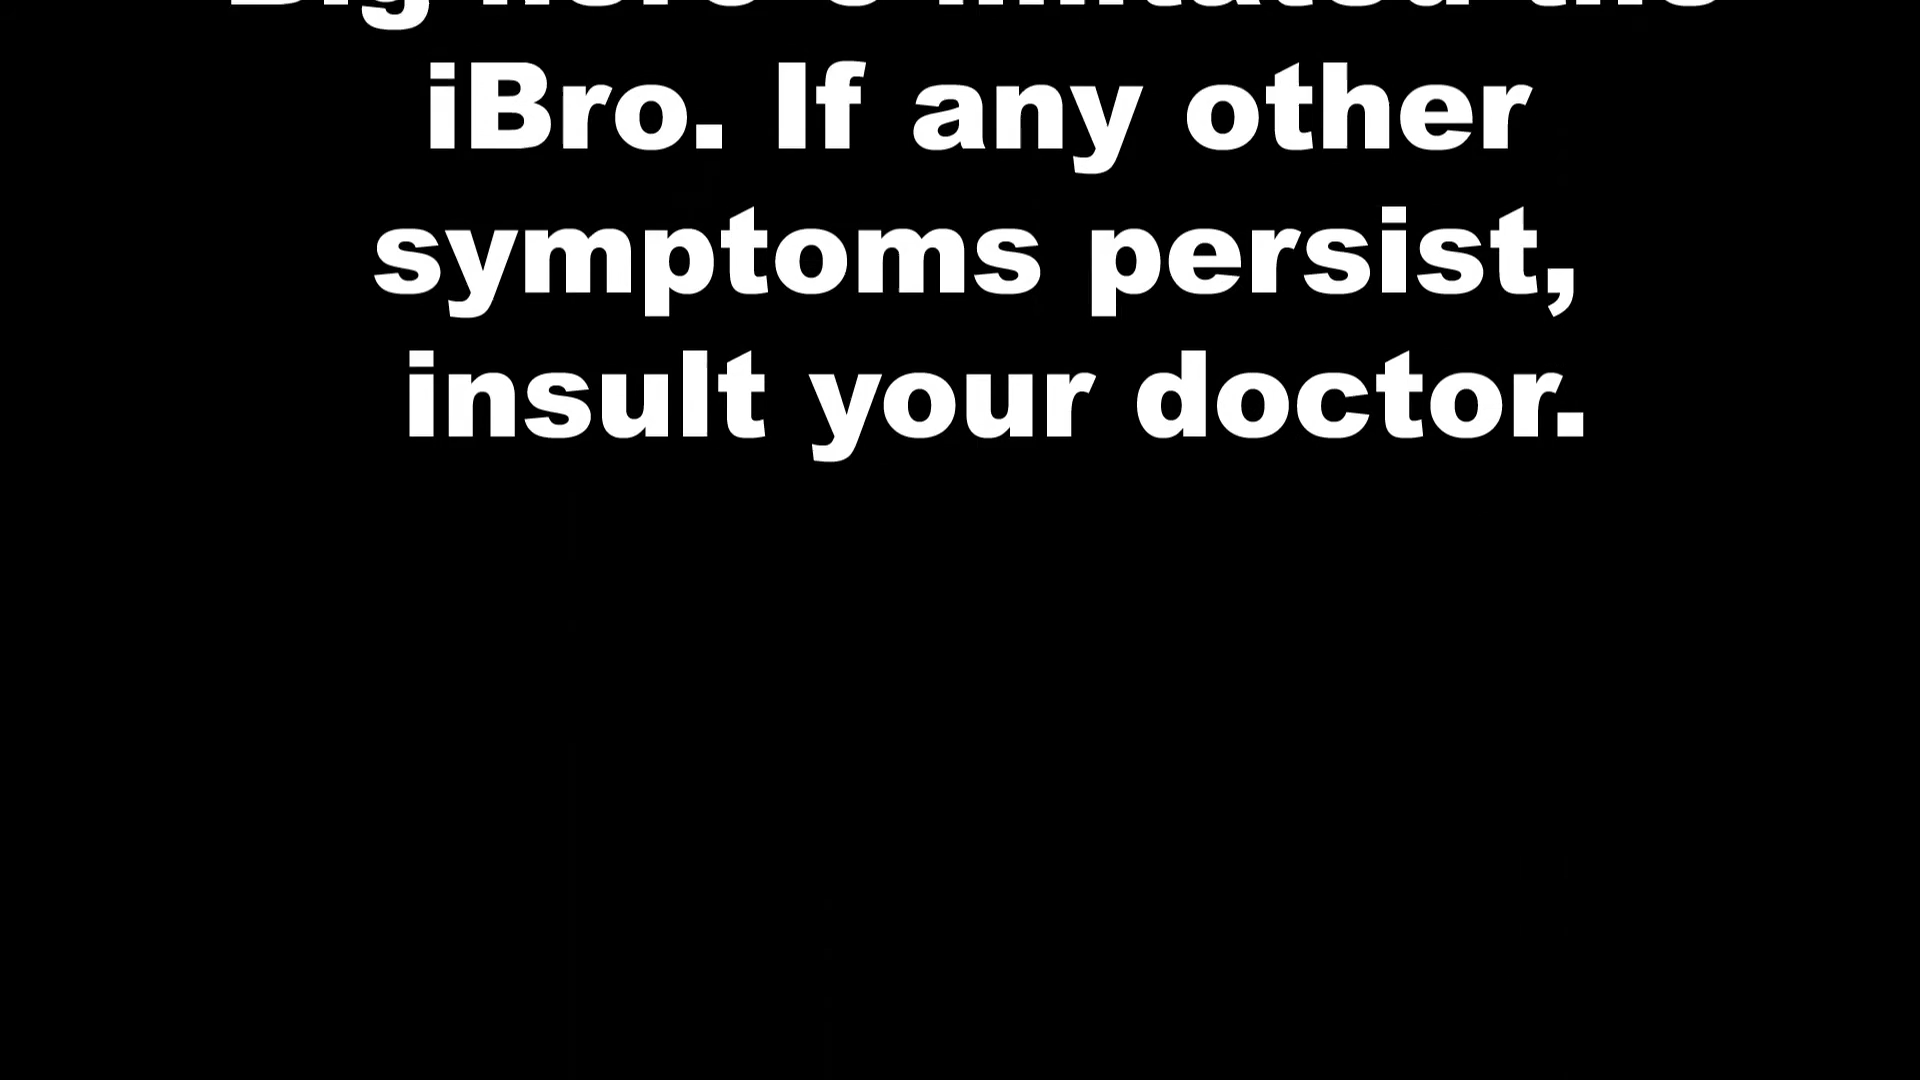 iBro. If any other
symptoms persist,
insult your doctor.